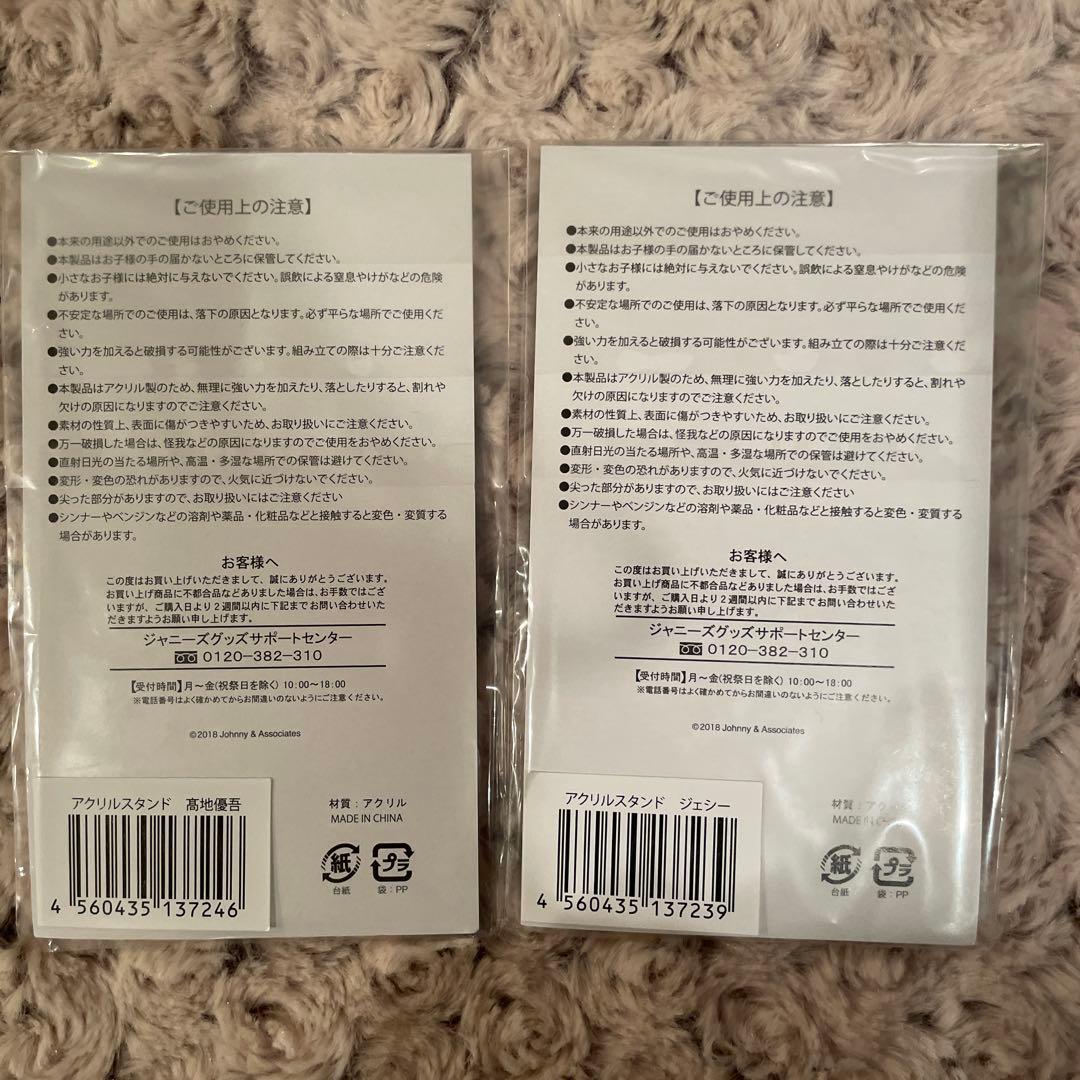 【ご使用上の注意】
●本来の用途以外でのご使用はおやめください。
●本製品はお子様の手の届かないところに保管してください。
●小さなお子様には絶対に与えないでください。誤飲による窒息やけがなどの危険
があります。
●不安定な場所でのご使用は、落下の原因となります。必ず平らな場所でご使用くだ
さい。
●強い力を加えると破損する可能性がございます。組み立ての際は十分ご注意くだ
さい。
●本製品はアクリル製のため、無理に強い力を加えたり、落としたりすると、割れや
欠けの原因になりますのでご注意ください。
●素材の性質上、表面に傷がつきやすいため、お取り扱いにご注意ください。
●万一破損した場合は、怪我などの原因になりますのでご使用をおやめください。
●直射日光の当たる場所や、高温・多湿な場所での保管は避けてください。
●変形・変色の恐れがありますので、火気に近づけないでください。
●尖った部分がありますので、お取り扱いにはご注意ください
●シンナーやベンジンなどの溶剤や薬品・化粧品などと接触すると変色・変質する
場合があります。
お客様へ
この度はお買い上げいただきまして、誠にありがとうございます。
お買い上げ商品に不都合品などありました場合は、お手数ではござ
いますが、ご購入日より2週間以内に下記までお問い合わせいた
だきますようお願い申し上げます。
ジャニーズグッズサポートセンター
0120-382-310
【受付時間】月〜金(祝祭日を除く) 10:00〜18:00
※電話番号はよく確かめてからお間違いのないようにご注意ください。
©2018 Johnny & Associates
アクリルスタンド 髙地優吾
4 560435 137246
材質：アクリル
MADE IN CHINA
紙
台紙
プラ
袋：PP
【ご使用上の注意】
●本来の用途以外でのご使用はおやめください。
●本製品はお子様の手の届かないところに保管してください。
●小さなお子様には絶対に与えないでください。誤飲による窒息やけがなどの危険
があります。
●不安定な場所でのご使用は、落下の原因となります。必ず平らな場所でご使用くだ
さい。
●強い力を加えると破損する可能性がございます。組み立ての際は十分ご注意くだ
さい。
●本製品はアクリル製のため、無理に強い力を加えたり、落としたりすると、割れや
欠けの原因になりますのでご注意ください。
●素材の性質上、表面に傷がつきやすいため、お取り扱いにご注意ください。
●万一破損した場合は、怪我などの原因になりますのでご使用をおやめください。
●直射日光の当たる場所や、高温・多湿な場所での保管は避けてください。
●変形・変色の恐れがありますので、火気に近づけないでください。
●尖った部分がありますので、お取り扱いにはご注意ください
●シンナーやベンジンなどの溶剤や薬品・化粧品などと接触すると変色・変質する
場合があります。
お客様へ
この度はお買い上げいただきまして、誠にありがとうございます。
お買い上げ商品に不都合品などありました場合は、お手数ではござ
いますが、ご購入日より2週間以内に下記までお問い合わせいた
だきますようお願い申し上げます。
ジャニーズグッズサポートセンター
0120-382-310
【受付時間】月〜金(祝祭日を除く) 10:00〜18:00
※電話番号はよく確かめてからお間違いのないようにご注意ください。
©2018 Johnny & Associates
アクリルスタンド ジェシー
4 560435 137239
材質：アク
MADE IN
紙
台紙
プラ
袋：PP